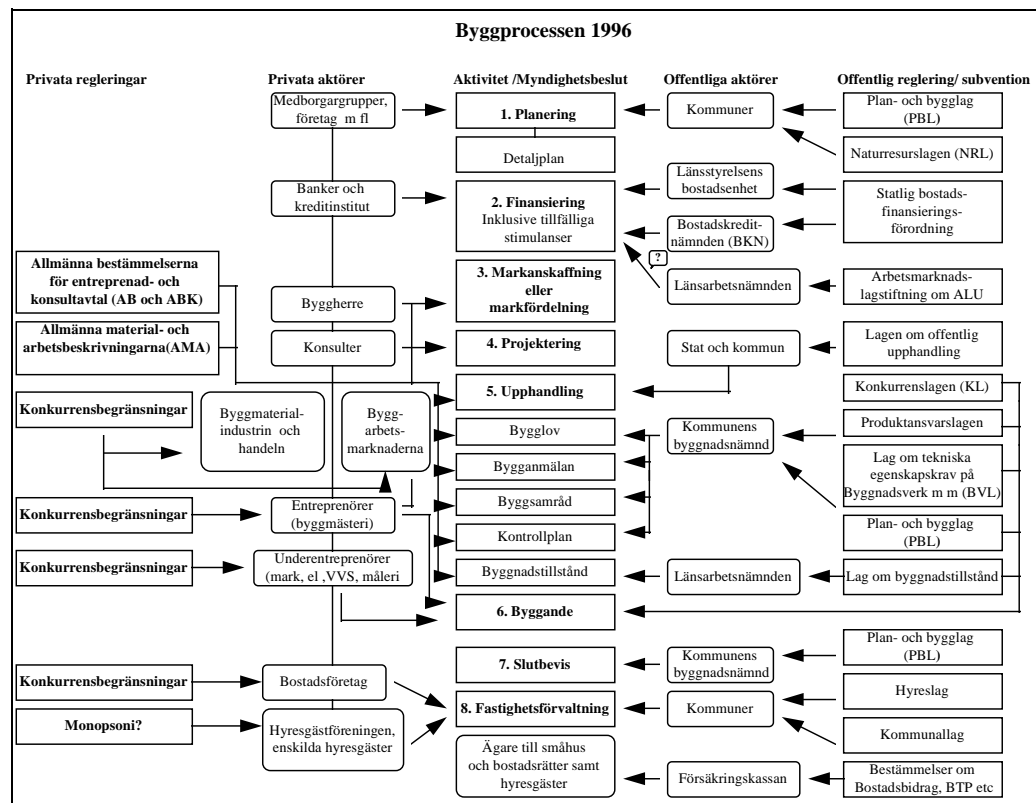 Byggprocessen 1996
Privata regleringar
Privata aktörer
Aktivitet /Myndighetsbeslut
Offentliga aktörer
Offentlig reglering/ subvention
Medborgargrupper,
företag m fl
1. Planering
Kommuner
Plan- och bygglag
(PBL)
Detaljplan
Naturresurslagen (NRL)
Banker och
kreditinstitut
2. Finansiering
Inklusive tillfälliga
stimulanser
Länsstyrelsens
bostadsenhet
Bostadskredit-
nämnden (BKN)
Statlig bostads-
finansierings-
förordning
?
Allmänna bestämmelserna
för entreprenad- och
konsultavtal (AB och ABK)
Byggherre
3. Markanskaffning
eller
markfördelning
Länsarbetsnämnden
Arbetsmarknads-
lagstiftning om ALU
Allmänna material- och
arbetsbeskrivningarna(AMA)
Konsulter
4. Projektering
Stat och kommun
Lagen om offentlig
upphandling
5. Upphandling
Konkurrenslagen (KL)
Konkurrensbegränsningar
Byggmaterial-
industrin och
handeln
Bygg-
arbets-
marknaderna
Bygglov
Kommunens
byggnadsnämnd
Produktansvarslagen
Bygganmälan
Lag om tekniska
egenskapskrav på
Byggnadsverk m m (BVL)
Konkurrensbegränsningar
Entreprenörer
(byggmästeri)
Byggsamråd
Kontrollplan
Plan- och bygglag
(PBL)
Konkurrensbegränsningar
Underentreprenörer
(mark, el ,VVS, måleri
Byggnadstillstånd
Länsarbetsnämnden
Lag om byggnadstillstånd
6. Byggande
7. Slutbevis
Kommunens
byggnadsnämnd
Plan- och bygglag
(PBL)
Konkurrensbegränsningar
Bostadsföretag
8. Fastighetsförvaltning
Kommuner
Hyreslag
Monopsoni?
Hyresgästföreningen,
enskilda hyresgäster
Kommunallag
Ägare till småhus
och bostadsrätter samt
hyresgäster
Försäkringskassan
Bestämmelser om
Bostadsbidrag, BTP etc